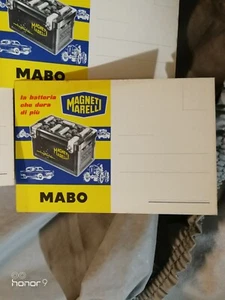 MABO
la batteria
che dura
di più
MAGNETI
MARELLI
MABO
honor 9